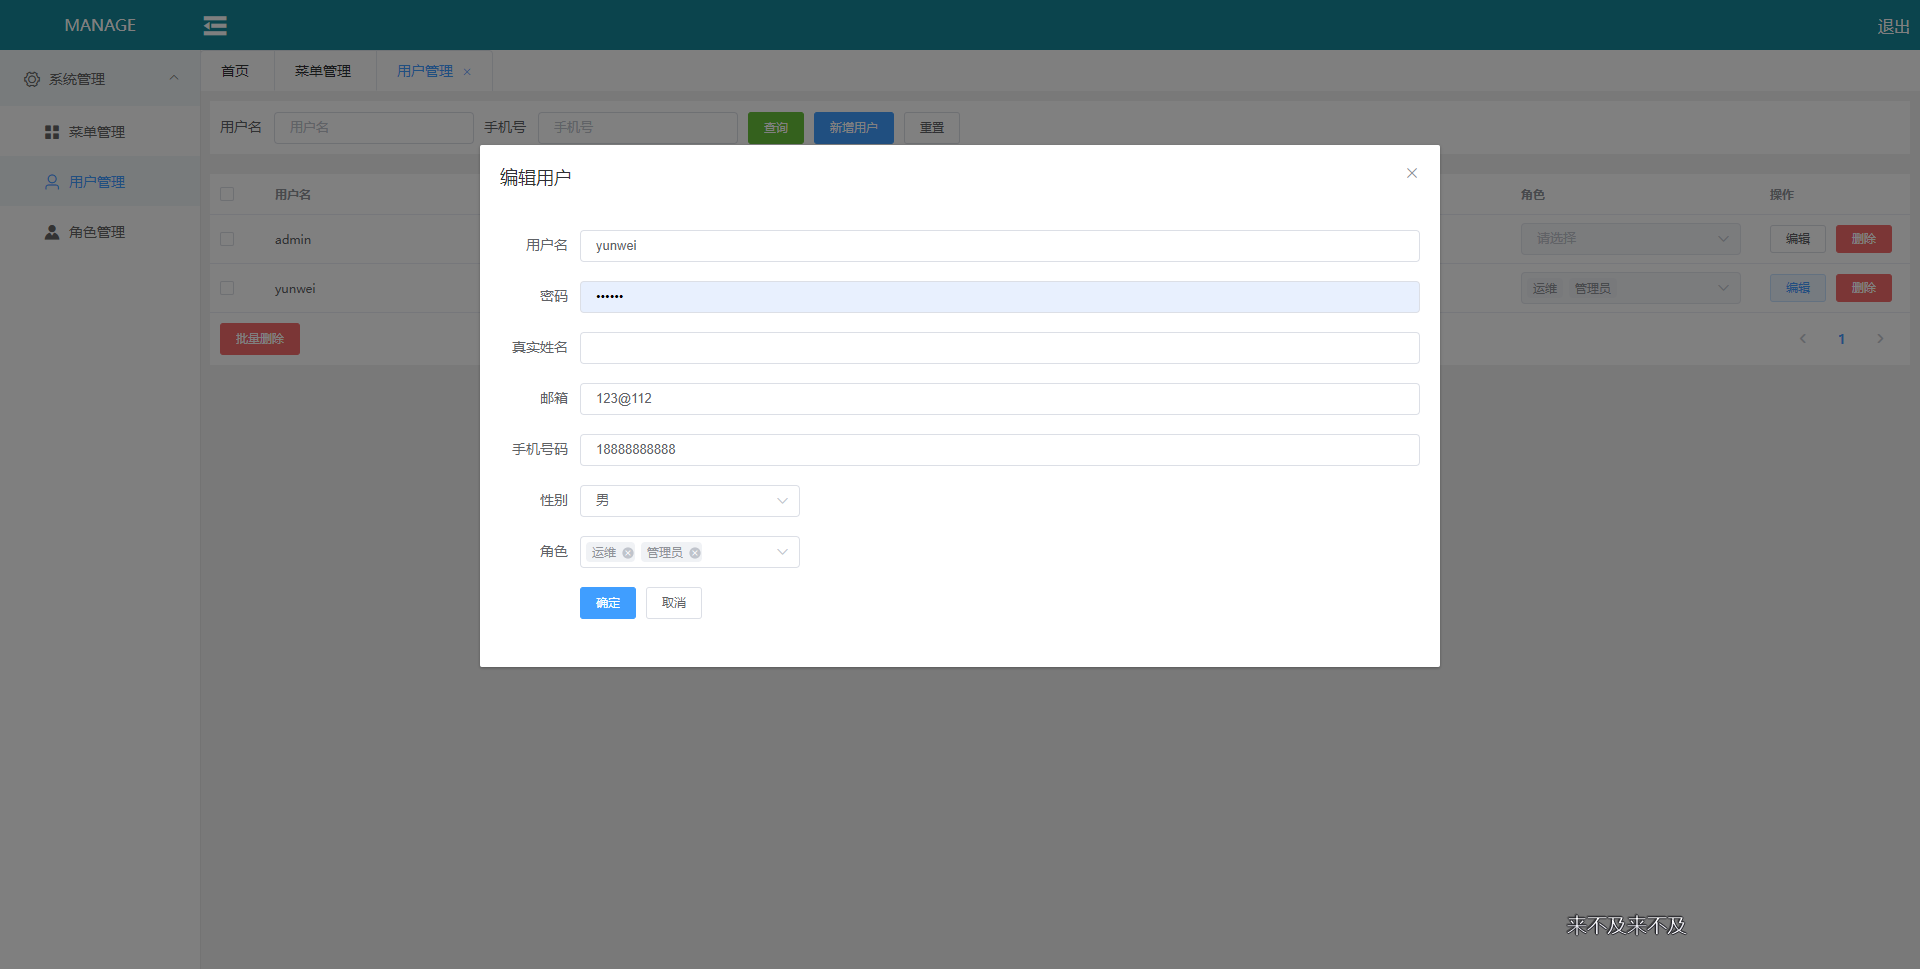 MANAGE
退出
系统管理
菜单管理
用户管理
角色管理
首页
菜单管理
用户管理
用户名
用户名
手机号
手机号
查询
新增用户
重置
用户名
角色
操作
admin
请选择
编辑
删除
yunwei
运维
管理员
编辑
删除
批量删除
1
编辑用户
用户名
yunwei
密码
••••••
真实姓名
邮箱
123@112
手机号码
18888888888
性别
男
角色
运维
管理员
确定
取消
来不及来不及